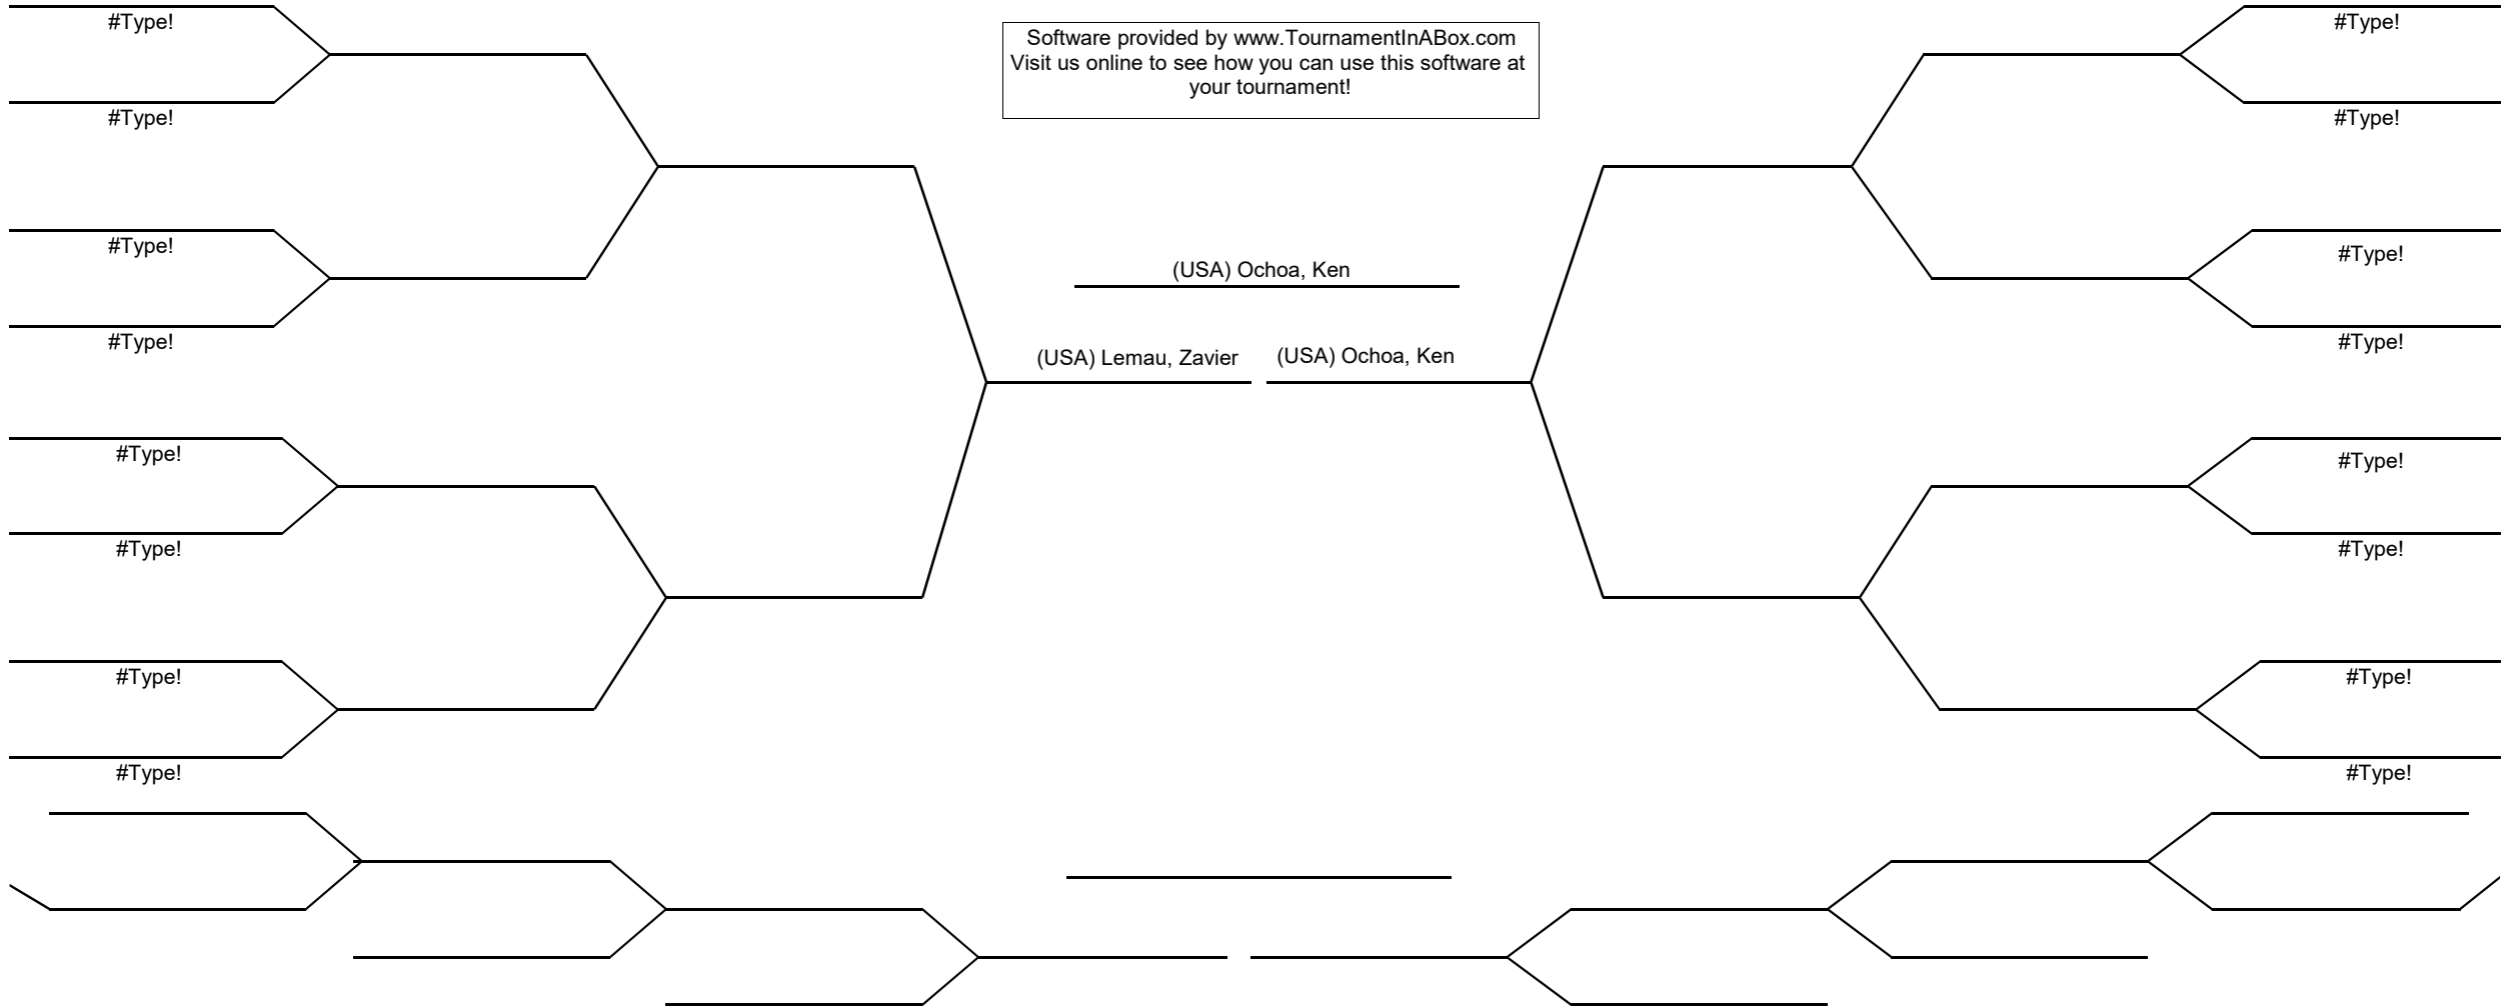 #Type!
#Type!
Software provided by www.TournamentInABox.com
Visit us online to see how you can use this software at
your tournament!
#Type!
#Type!
#Type!
#Type!
(USA) Ochoa, Ken
#Type!
#Type!
(USA) Lemau, Zavier
(USA) Ochoa, Ken
#Type!
#Type!
#Type!
#Type!
#Type!
#Type!
#Type!
#Type!